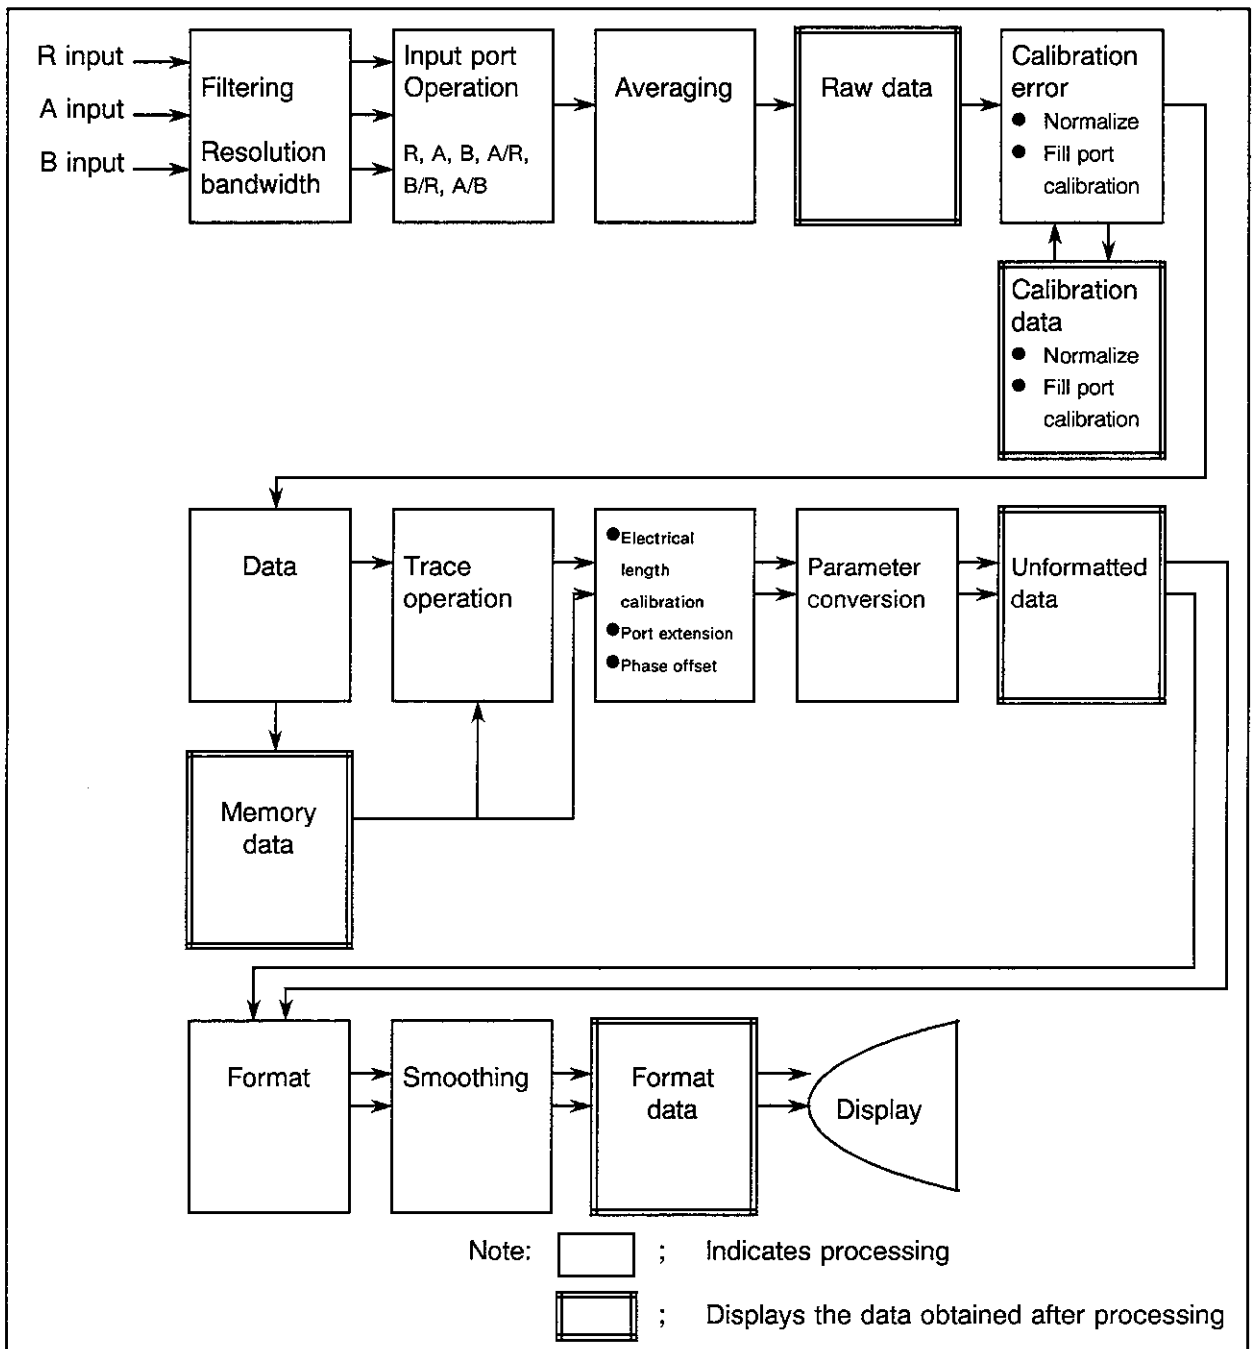 R input
A input
B input
Filtering
Resolution
bandwidth
Input port
Operation
R, A, B, A/R,
B/R, A/B
Averaging
Raw data
Calibration
error
● Normalize
● Fill port
calibration
Calibration
data
● Normalize
● Fill port
calibration
Data
Trace
operation
●Electrical
length
calibration
●Port extension
●Phase offset
Parameter
conversion
Unformatted
data
Memory
data
Format
Smoothing
Format
data
Display
Note: ; Indicates processing
; Displays the data obtained after processing